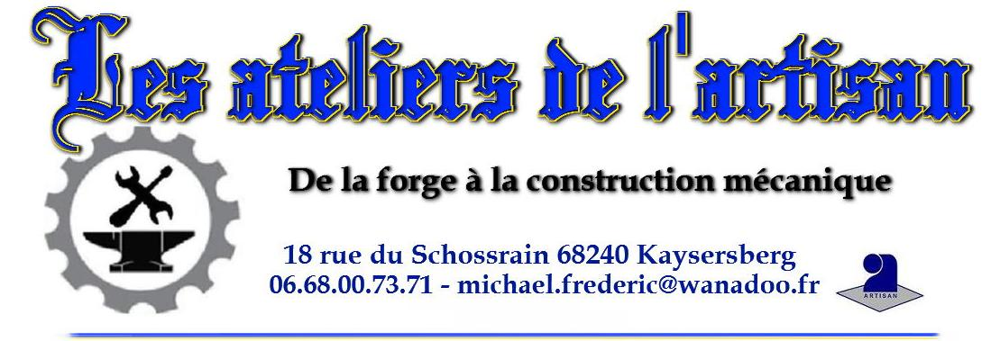 Les ateliers de l'artisan
De la forge à la construction mécanique
18 rue du Schossrain 68240 Kaysersberg
06.68.00.73.71 - michael.frederic@wanadoo.fr
ARTISAN